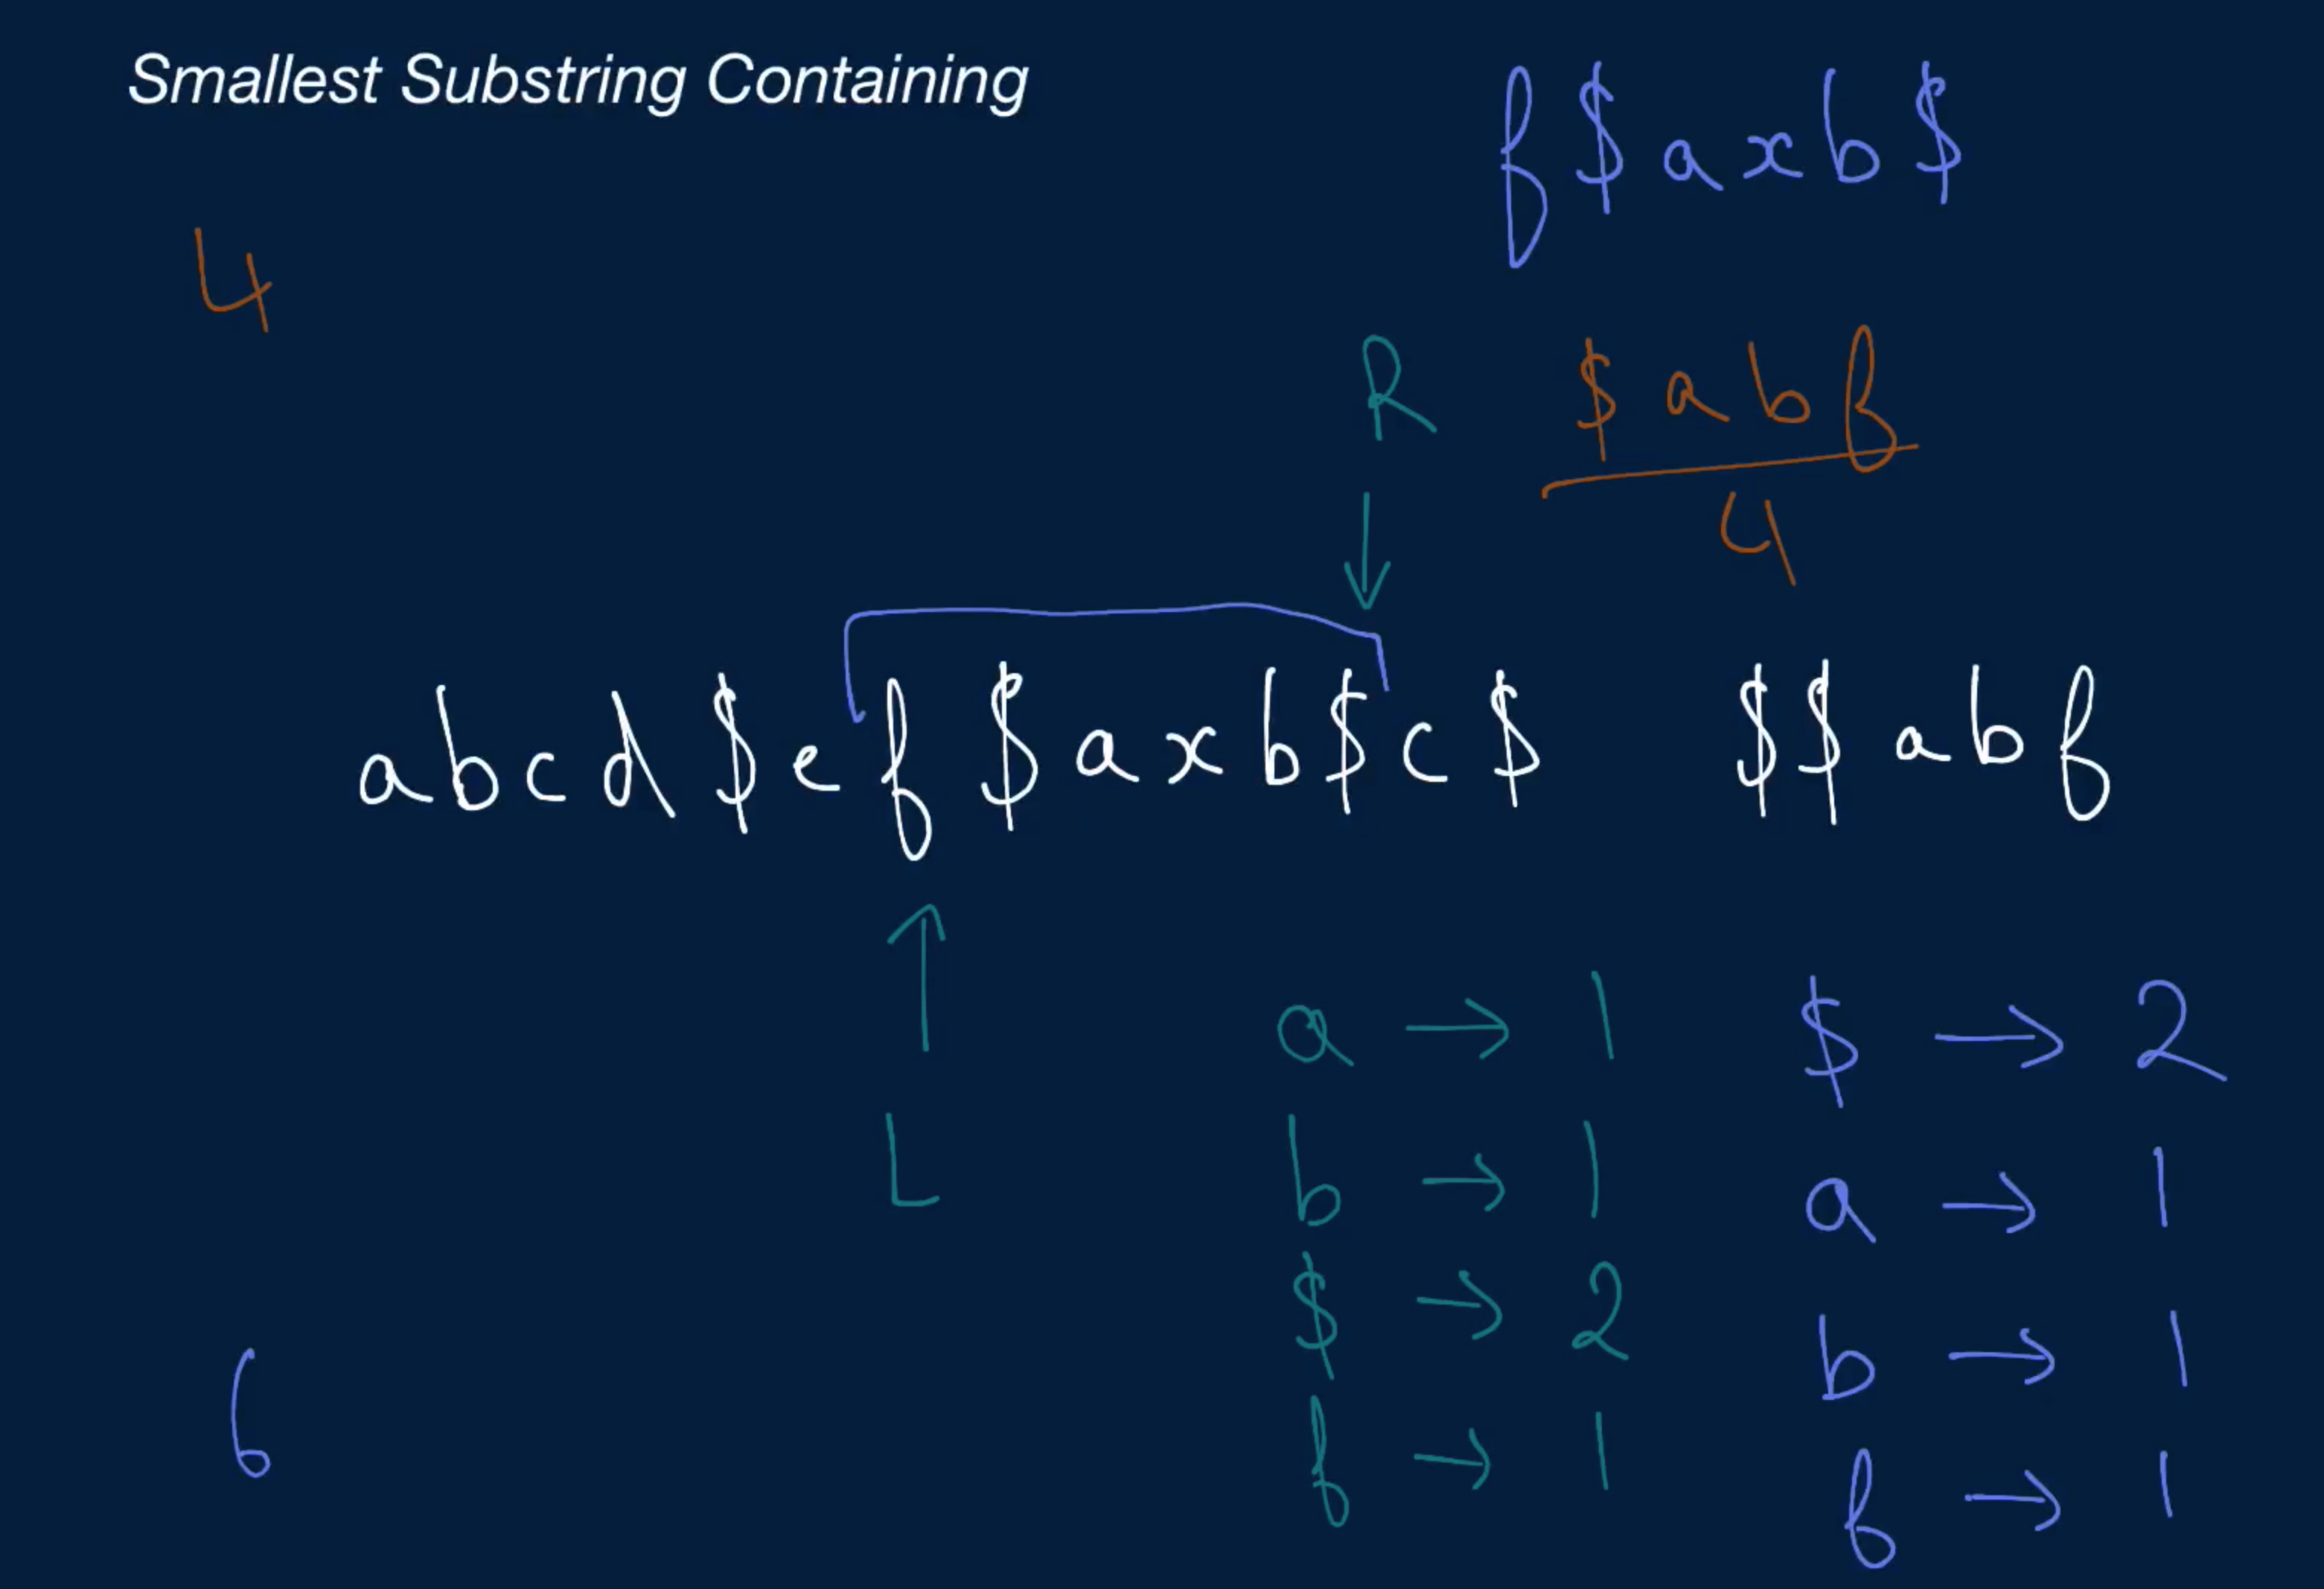 Smallest Substring Containing
f$axb$
4
R
$abf
4
abcd$ef$axb$c$ $$abf
L
a → 1
b → 1
$ → 2
f → 1
$ → 2
a → 1
b → 1
f → 1
6